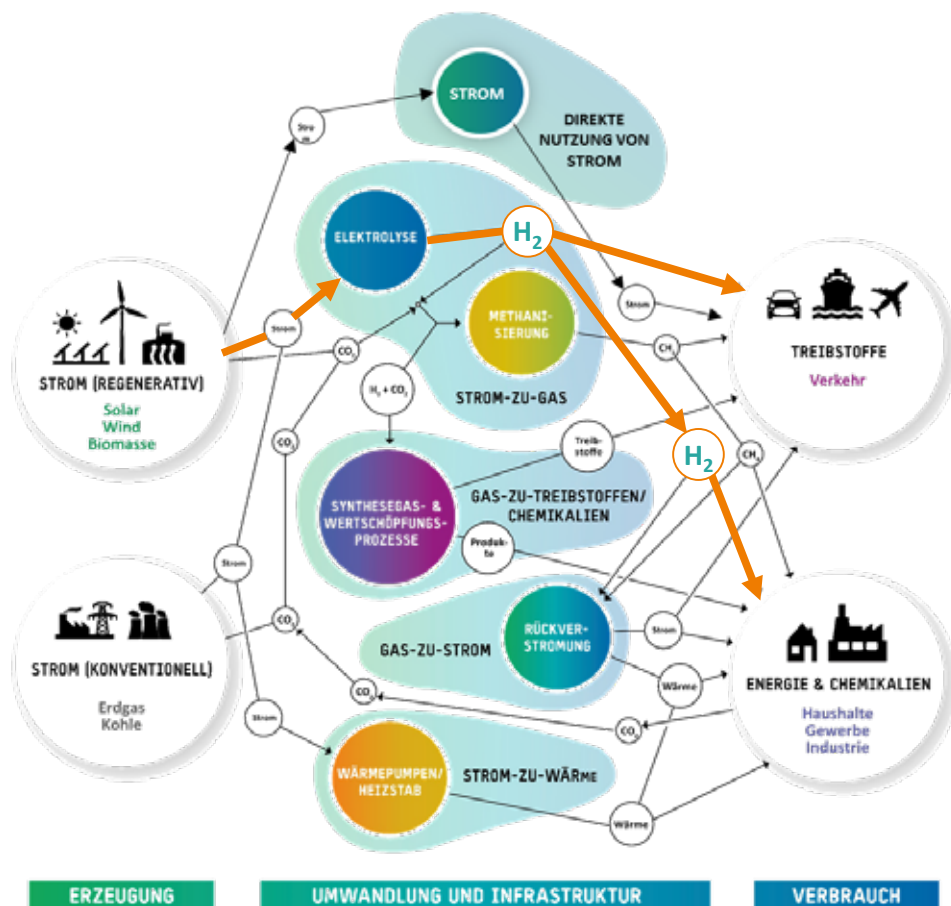 STROM
DIREKTE
NUTZUNG VON
STROM
Stro
m
ELEKTROLYSE
H₂
Strom
Strom
METHANI-
SIERUNG
CO₂
CH₄
STROM (REGENERATIV)
Solar
Wind
Biomasse
TREIBSTOFFE
Verkehr
H₂ + CO₂
STROM-ZU-GAS
CO₂
Treib-
stoffe
H₂
CH₄
SYNTHESEGAS- &
WERTSCHÖPFUNGS-
PROZESSE
GAS-ZU-TREIBSTOFFEN/
CHEMIKALIEN
Produk-
te
Strom
CO₂
STROM (KONVENTIONELL)
Erdgas
Kohle
GAS-ZU-STROM
RÜCKVER-
STROMUNG
Strom
Wärme
ENERGIE & CHEMIKALIEN
Haushalte
Gewerbe
Industrie
CO₂
CO₂
Strom
WÄRMEPUMPEN/
HEIZSTAB
STROM-ZU-WÄRme
Wärme
ERZEUGUNG
UMWANDLUNG UND INFRASTRUKTUR
VERBRAUCH